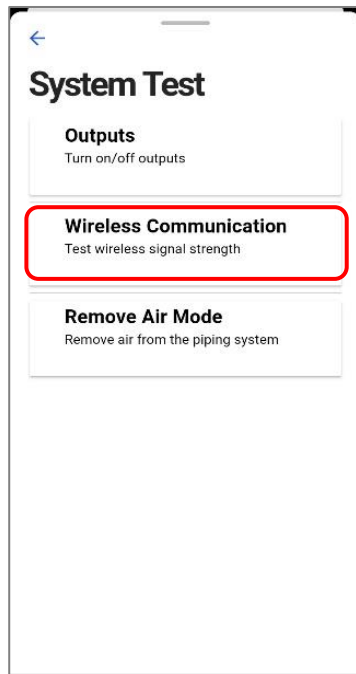 System Test
Outputs
Turn on/off outputs
Wireless Communication
Test wireless signal strength
Remove Air Mode
Remove air from the piping system